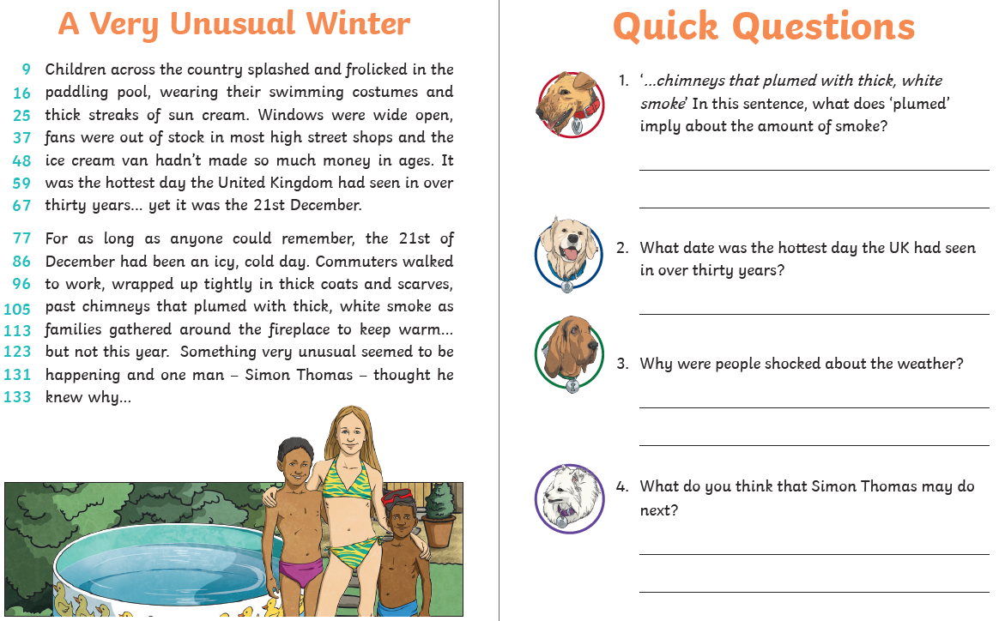 A Very Unusual Winter
9 Children across the country splashed and frolicked in the
16 paddling pool, wearing their swimming costumes and
25 thick streaks of sun cream. Windows were wide open,
37 fans were out of stock in most high street shops and the
48 ice cream van hadn't made so much money in ages. It
59 was the hottest day the United Kingdom had seen in over
67 thirty years... yet it was the 21st December.
77 For as long as anyone could remember, the 21st of
86 December had been an icy, cold day. Commuters walked
96 to work, wrapped up tightly in thick coats and scarves,
105 past chimneys that plumed with thick, white smoke as
113 families gathered around the fireplace to keep warm...
123 but not this year. Something very unusual seemed to be
131 happening and one man – Simon Thomas – thought he
133 knew why...
Quick Questions
1. '...chimneys that plumed with thick, white
smoke' In this sentence, what does 'plumed'
imply about the amount of smoke?
2. What date was the hottest day the UK had seen
in over thirty years?
3. Why were people shocked about the weather?
4. What do you think that Simon Thomas may do
next?